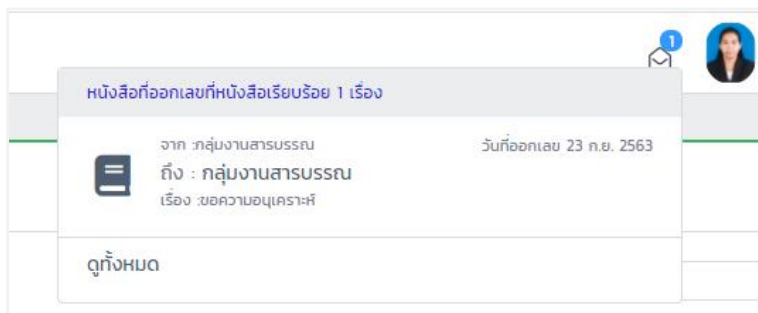 1
หนังสือที่ออกเลขที่หนังสือเรียบร้อย 1 เรื่อง
จาก :กลุ่มงานสารบรรณ
วันที่ออกเลข 23 ก.ย. 2563
ถึง : กลุ่มงานสารบรรณ
เรื่อง :ขอความอนุเคราะห์
ดูทั้งหมด